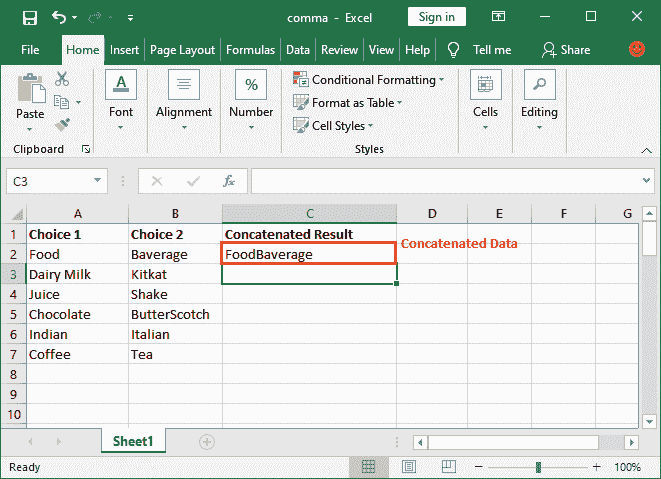 comma - Excel
Sign in
File Home Insert Page Layout Formulas Data Review View Help Tell me Share
Paste
Clipboard
A
Font
Alignment
%
Number
Conditional Formatting
Format as Table
Cell Styles
Styles
Cells
Editing
C3
fx
A B C D E F G
1 Choice 1 Choice 2 Concatenated Result
Concatenated Data
2 Food Baverage FoodBaverage
3 Dairy Milk Kitkat
4 Juice Shake
5 Chocolate ButterScotch
6 Indian Italian
7 Coffee Tea
8
9
10
Sheet1
Ready 100%